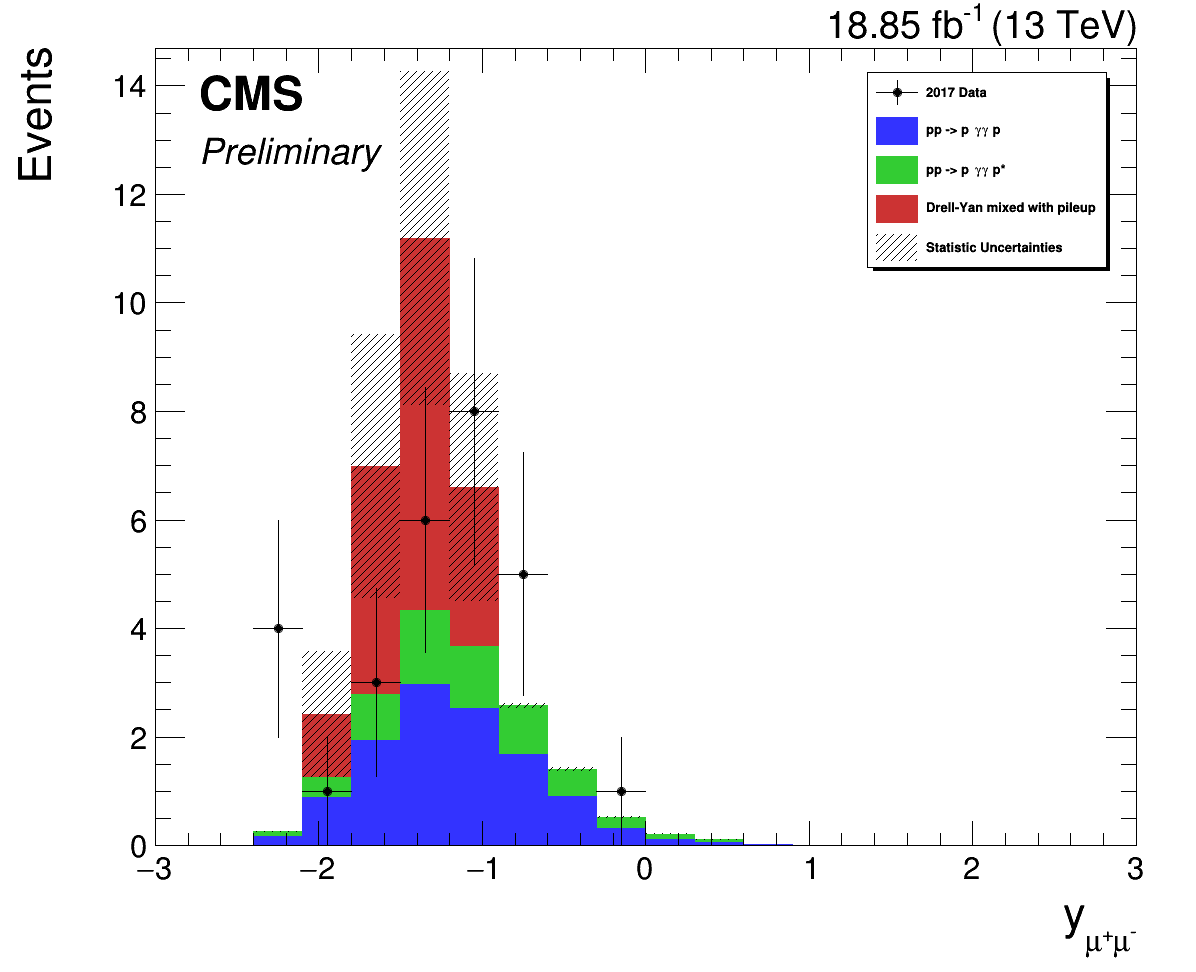 18.85 fb⁻¹ (13 TeV)
Events
CMS
Preliminary
2017 Data
pp -> p γγ p
pp -> p γγ p*
Drell-Yan mixed with pileup
Statistic Uncertainties
14
12
10
8
6
4
2
0
−3 −2 −1 0 1 2 3
y μ⁺μ⁻